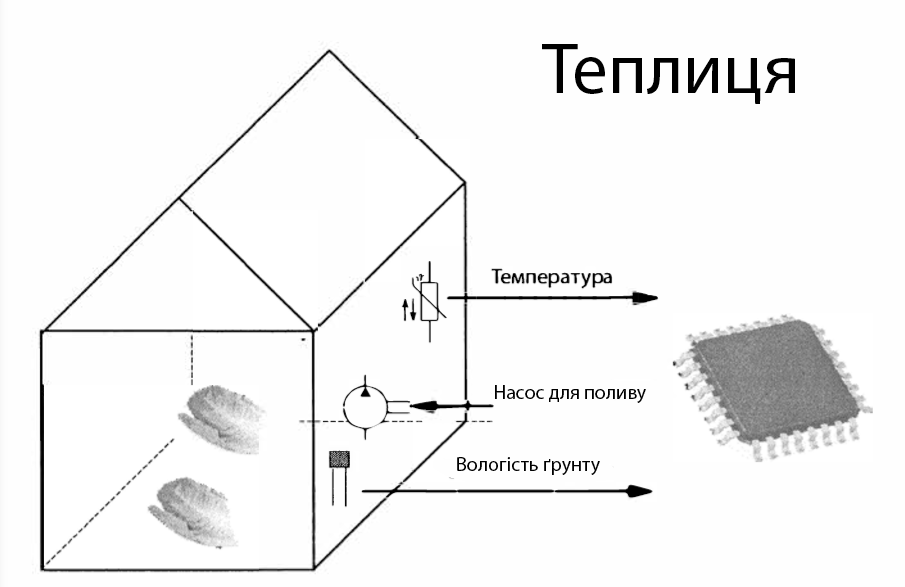 Теплиця
Температура
Насос для поливу
Вологість ґрунту